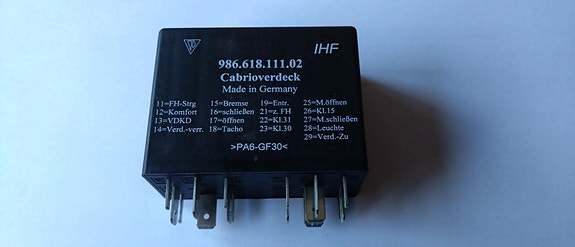 IHF
986.618.111.02
Cabrioverdeck
Made in Germany
11=FH-Strg 15=Bremse 19=Entr. 25=M.öffnen
12=Komfort 16=schließen 21=z. FH 26=Kl.15
13=VDKD 17=öffnen 22=Kl.31 27=M.schließen
14=Verd.-verr. 18=Tacho 23=Kl.30 28=Leuchte
29=Verd.-Zu
>PA6-GF30<